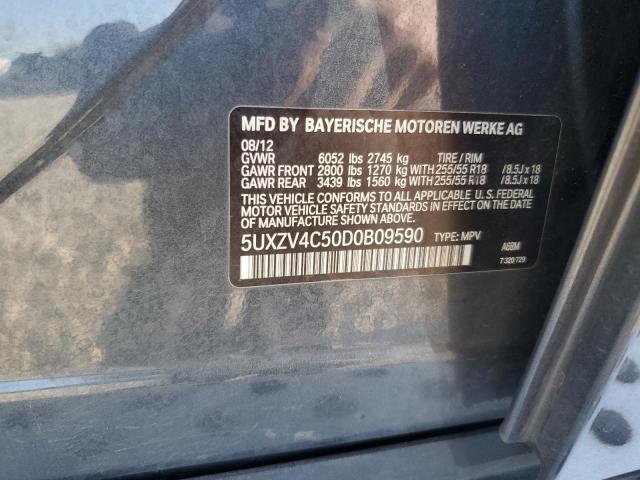 MFD BY BAYERISCHE MOTOREN WERKE AG
08/12
GVWR 6052 lbs 2745 kg TIRE / RIM
GAWR FRONT 2800 lbs 1270 kg WITH 255/55 R18 /8.5J x 18
GAWR REAR 3439 lbs 1560 kg WITH 255/55 R18 /8.5J x 18
THIS VEHICLE CONFORMS TO ALL APPLICABLE U. S. FEDERAL
MOTOR VEHICLE SAFETY STANDARDS IN EFFECT ON THE DATE OF
MANUFACTURE SHOWN ABOVE.
5UXZV4C50D0B09590 TYPE: MPV
A68M
7 320 729